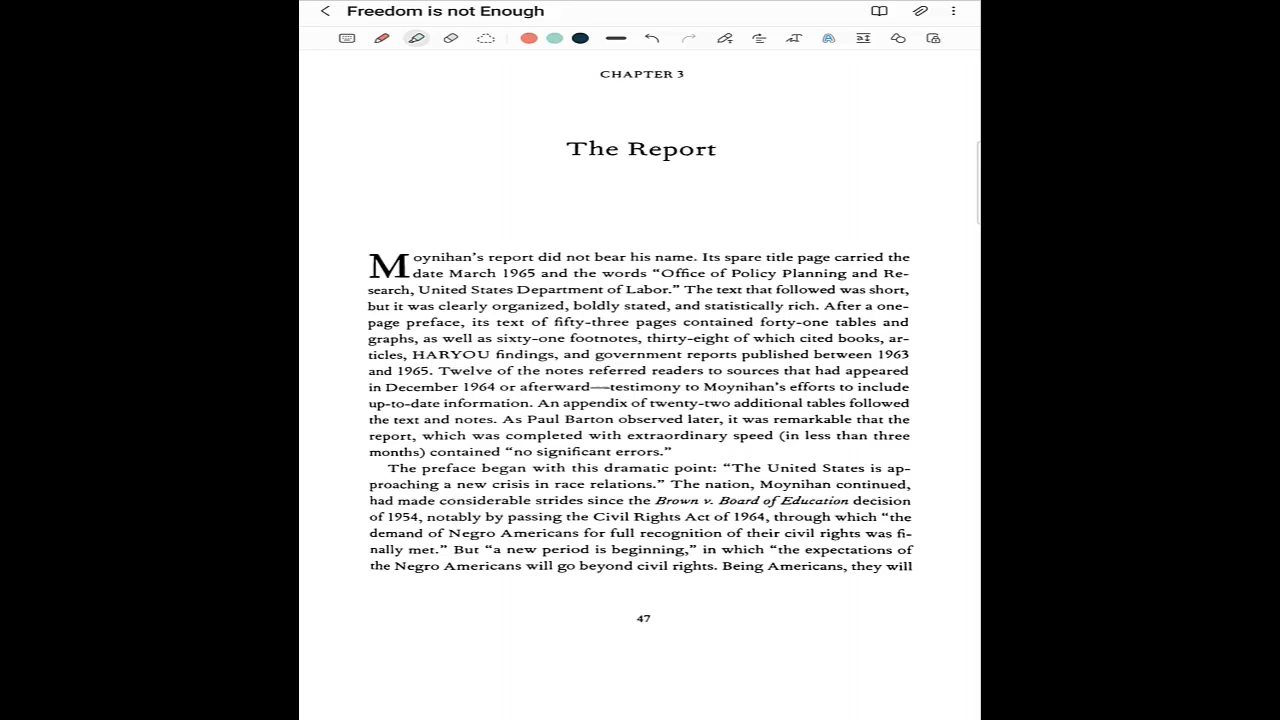 Freedom is not Enough
CHAPTER 3
The Report
Moynihan's report did not bear his name. Its spare title page carried the
date March 1965 and the words “Office of Policy Planning and Re-
search, United States Department of Labor.” The text that followed was short,
but it was clearly organized, boldly stated, and statistically rich. After a one-
page preface, its text of fifty-three pages contained forty-one tables and
graphs, as well as sixty-one footnotes, thirty-eight of which cited books, ar-
ticles, HARYOU findings, and government reports published between 1963
and 1965. Twelve of the notes referred readers to sources that had appeared
in December 1964 or afterward—testimony to Moynihan's efforts to include
up-to-date information. An appendix of twenty-two additional tables followed
the text and notes. As Paul Barton observed later, it was remarkable that the
report, which was completed with extraordinary speed (in less than three
months) contained “no significant errors.”
The preface began with this dramatic point: “The United States is ap-
proaching a new crisis in race relations.” The nation, Moynihan continued,
had made considerable strides since the Brown v. Board of Education decision
of 1954, notably by passing the Civil Rights Act of 1964, through which “the
demand of Negro Americans for full recognition of their civil rights was fi-
nally met.” But “a new period is beginning,” in which “the expectations of
the Negro Americans will go beyond civil rights. Being Americans, they will
47